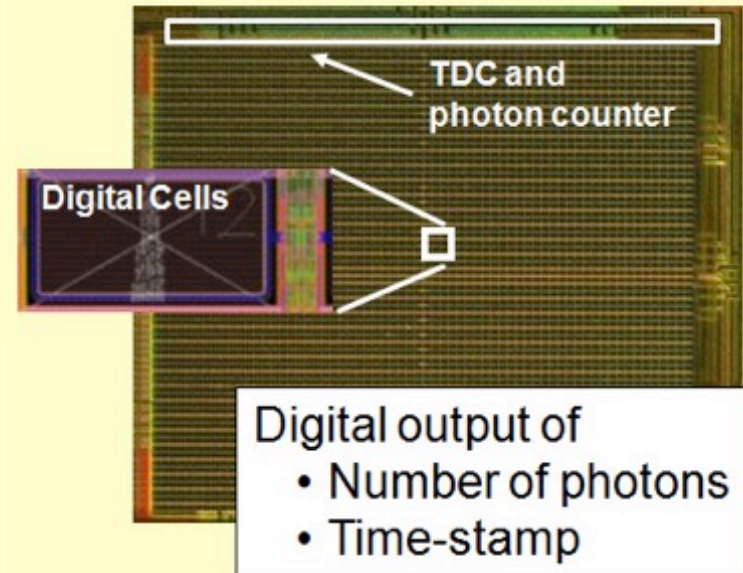 TDC and
photon counter
Digital Cells
Digital output of
• Number of photons
• Time-stamp